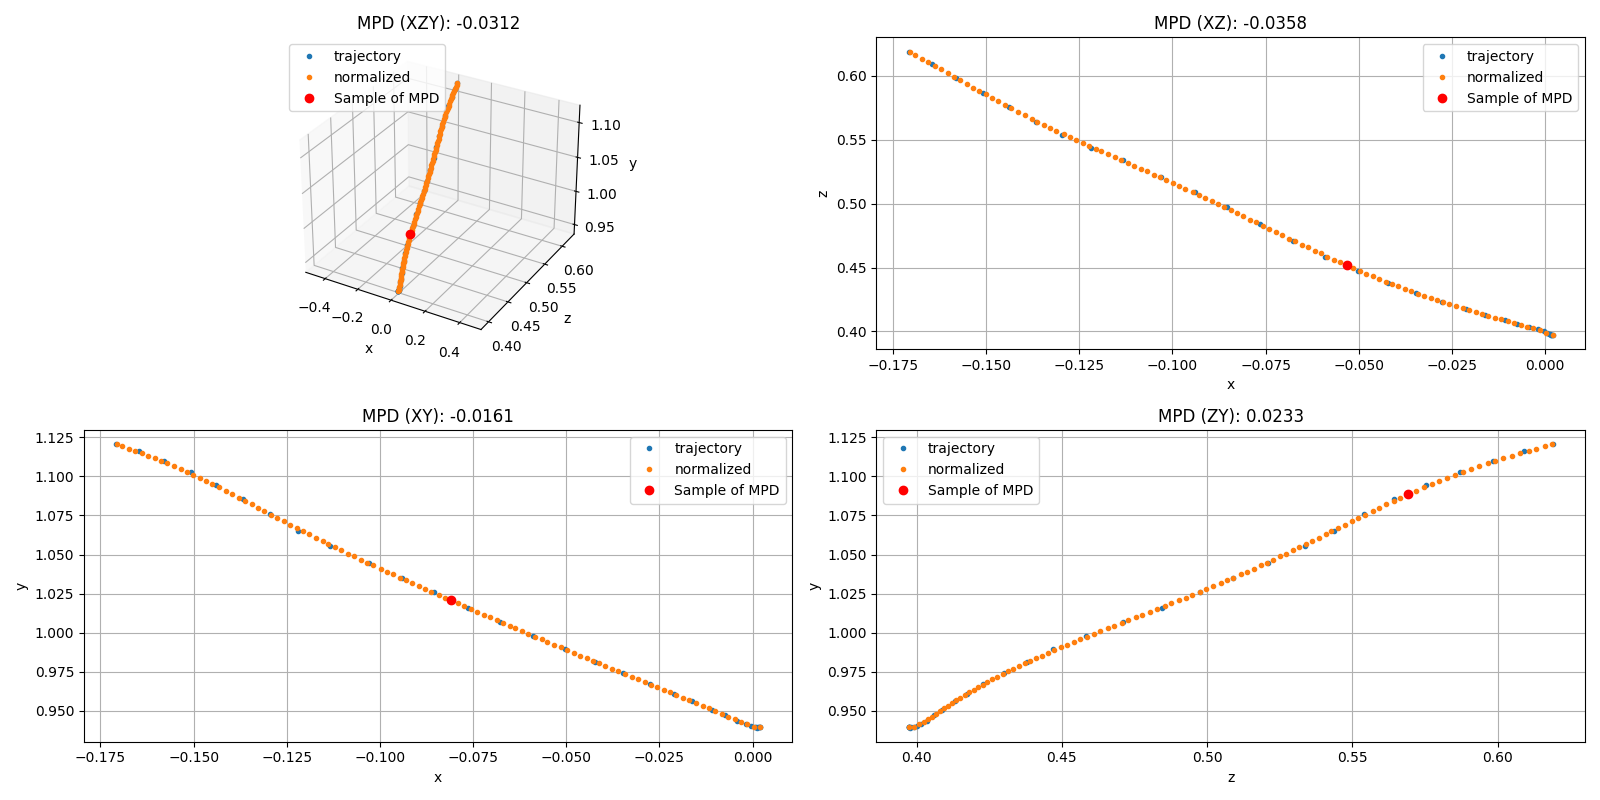 MPD (XZY): -0.0312
trajectory
normalized
Sample of MPD
1.10
1.05
1.00
0.95
y
0.60
0.55
0.50
0.45
0.40
z
−0.4
−0.2
0.0
0.2
0.4
x
MPD (XZ): -0.0358
trajectory
normalized
Sample of MPD
0.60
0.55
0.50
0.45
0.40
z
−0.175 −0.150 −0.125 −0.100 −0.075 −0.050 −0.025 0.000
x
MPD (XY): -0.0161
trajectory
normalized
Sample of MPD
1.125
1.100
1.075
1.050
1.025
1.000
0.975
0.950
y
−0.175 −0.150 −0.125 −0.100 −0.075 −0.050 −0.025 0.000
x
MPD (ZY): 0.0233
trajectory
normalized
Sample of MPD
1.125
1.100
1.075
1.050
1.025
1.000
0.975
0.950
y
0.40 0.45 0.50 0.55 0.60
z